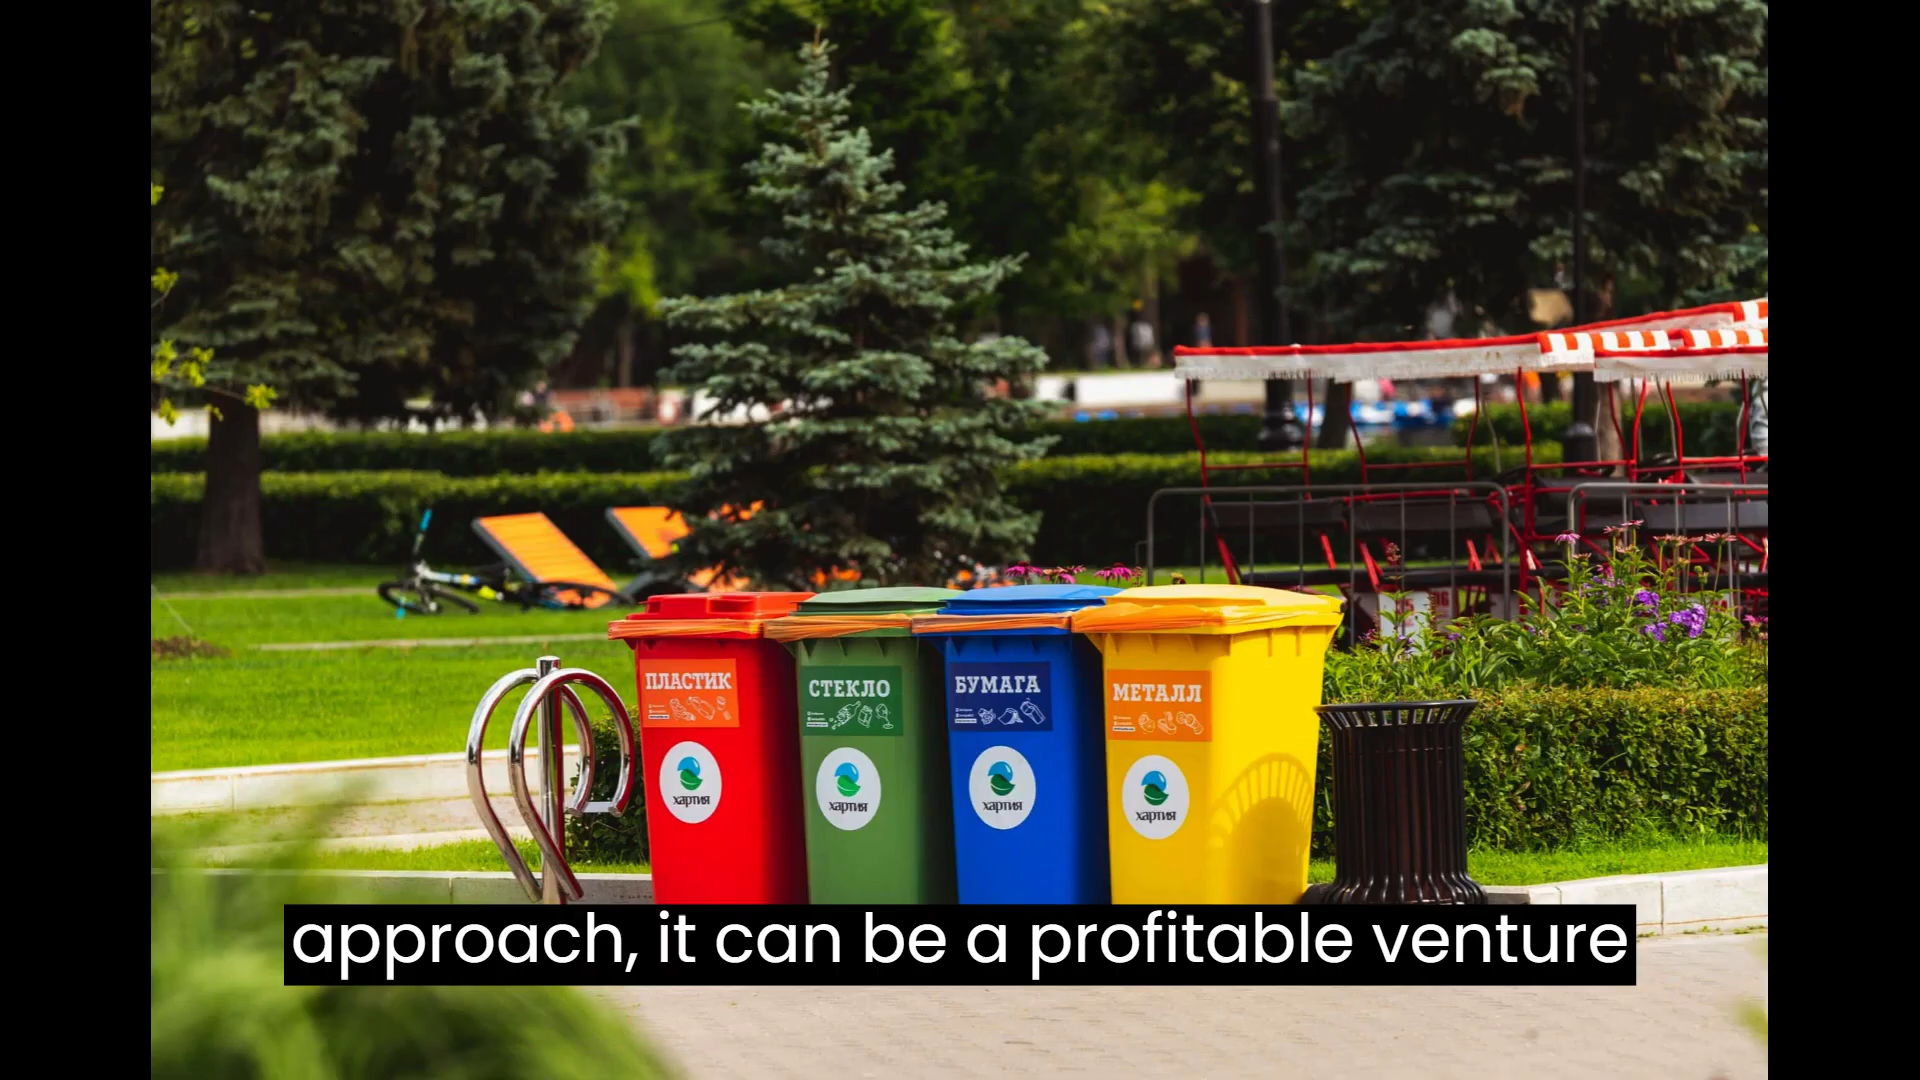 ПЛАСТИК
СТЕКЛО
БУМАГА
МЕТАЛЛ
хартия
хартия
хартия
хартия
approach, it can be a profitable venture